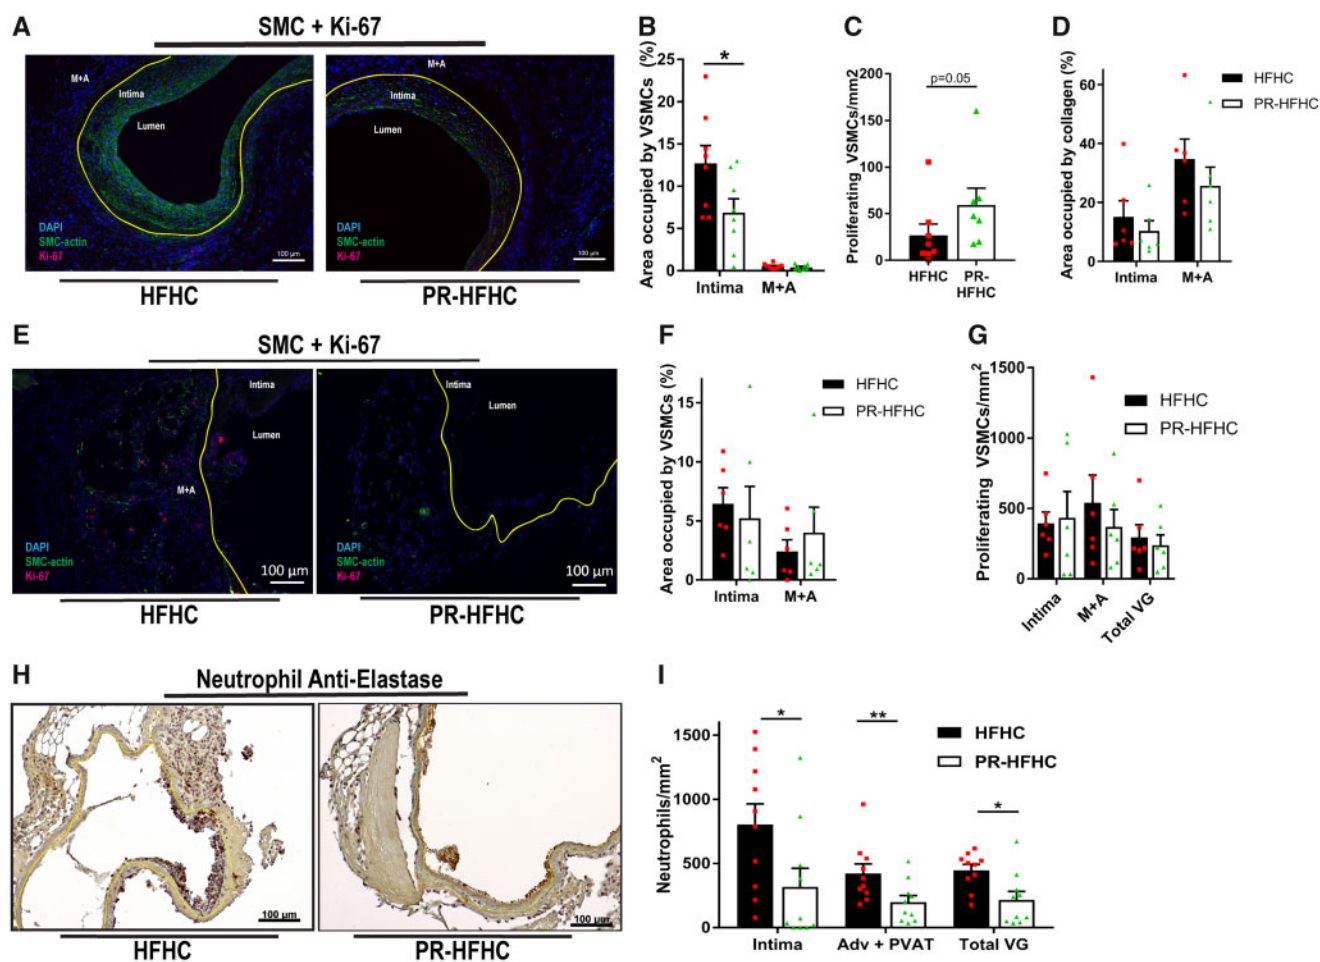 A
SMC + Ki-67
M+A
Intima
Lumen
DAPI
SMC-actin
Ki-67
100 µm
HFHC
M+A
Intima
Lumen
DAPI
SMC-actin
Ki-67
100 µm
PR-HFHC
B
Area occupied by VSMCs (%)
25
20
15
10
5
0
*
Intima
M+A
C
Proliferating VSMCs/mm2
200
150
100
50
0
p=0.05
HFHC
PR-
HFHC
D
Area occupied by collagen (%)
60
40
20
0
Intima
M+A
HFHC
PR-HFHC
E
SMC + Ki-67
Intima
Lumen
M+A
DAPI
SMC-actin
Ki-67
100 µm
HFHC
Intima
Lumen
DAPI
SMC-actin
Ki-67
100 µm
PR-HFHC
F
Area occupied by VSMCs (%)
15
10
5
0
Intima
M+A
HFHC
PR-HFHC
G
Proliferating VSMCs/mm²
1500
1000
500
0
Intima
M+A
Total VG
HFHC
PR-HFHC
H
Neutrophil Anti-Elastase
100 µm
HFHC
100 µm
PR-HFHC
I
Neutrophils/mm²
1500
1000
500
0
*
**
*
Intima
Adv + PVAT
Total VG
HFHC
PR-HFHC